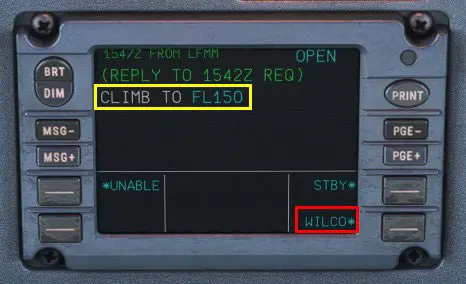 1547Z FROM LFMM
OPEN
(REPLY TO 1542Z REQ)
CLIMB TO FL150
BRT
DIM
PRINT
MSG-
MSG+
PGE-
PGE+
*UNABLE
STBY*
WILCO*